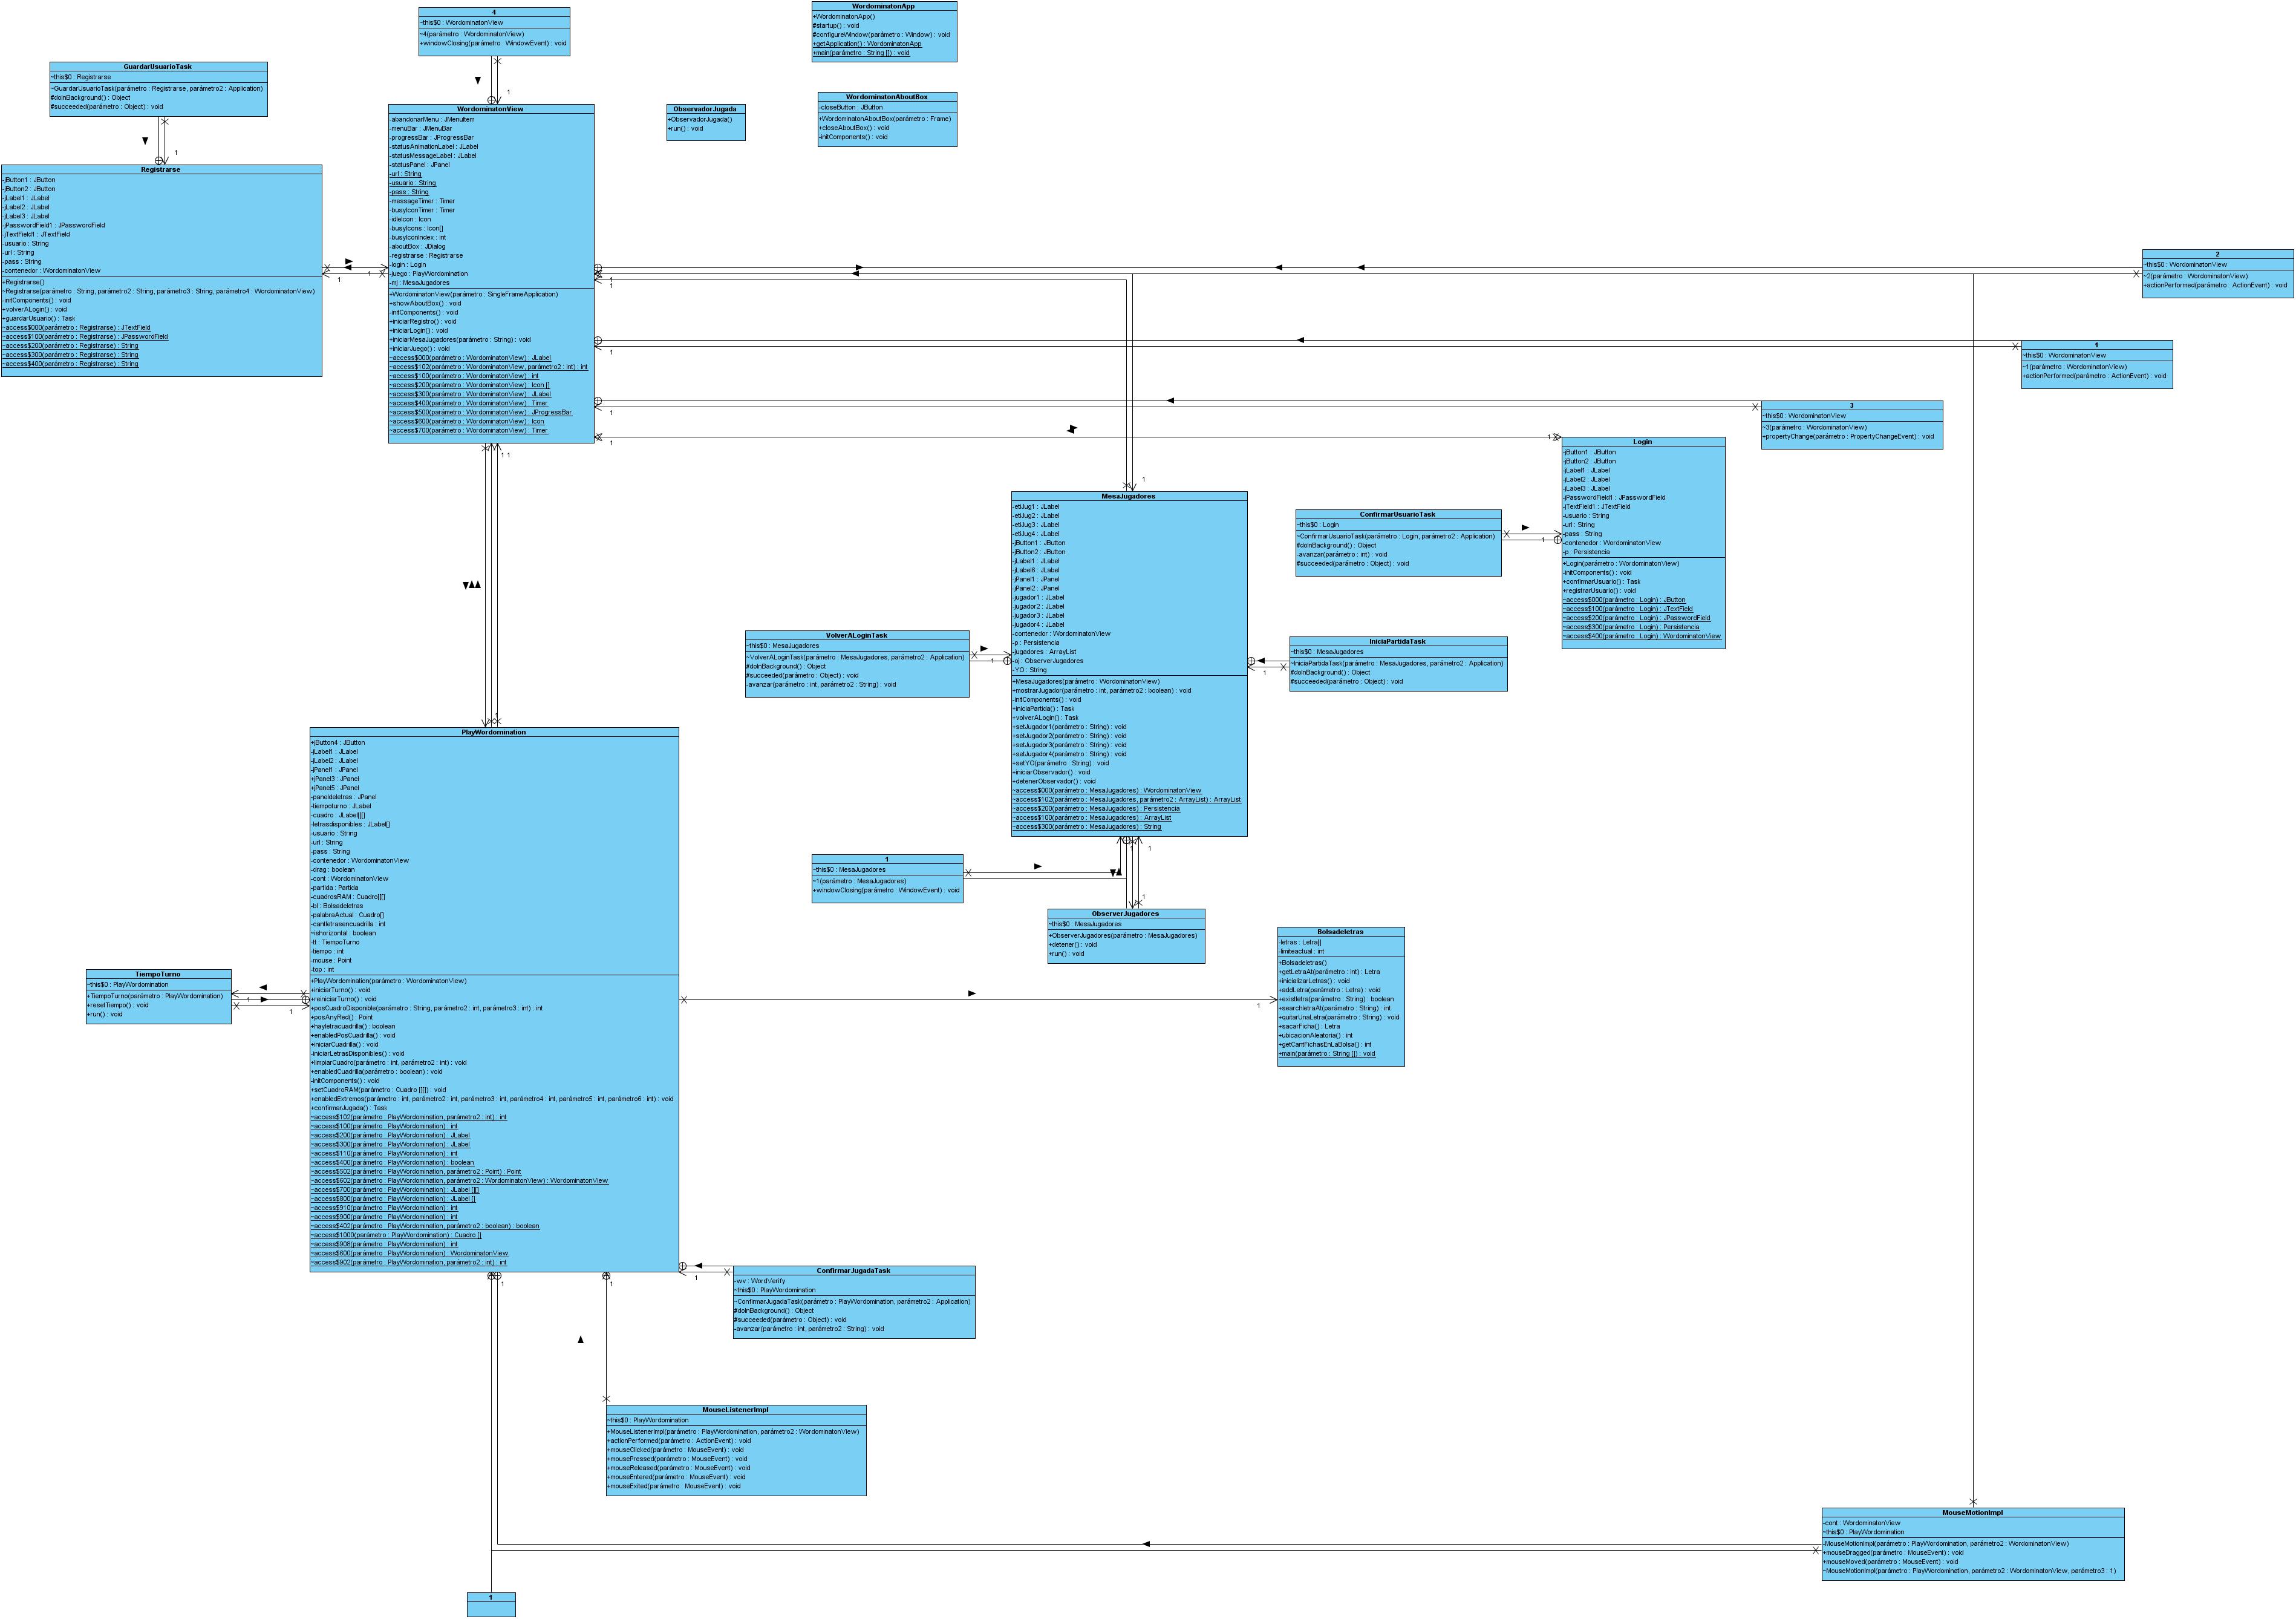 4
~this$0 : WordominatonView
~4(parámetro : WordominatonView)
+windowClosing(parámetro : WindowEvent) : void
WordominatonApp
+WordominatonApp()
#startup() : void
#configureWindow(parámetro : Window) : void
+getApplication() : WordominatonApp
+main(parámetro : String []) : void
GuardarUsuarioTask
~this$0 : Registrarse
~GuardarUsuarioTask(parámetro : Registrarse, parámetro2 : Application)
#doInBackground() : Object
#succeeded(parámetro : Object) : void
ObservadorJugada
+ObservadorJugada()
+run() : void
WordominatonAboutBox
-closeButton : JButton
+WordominatonAboutBox(parámetro : Frame)
+closeAboutBox() : void
-initComponents() : void
1
1
Registrarse
-jButton1 : JButton
-jButton2 : JButton
-jLabel1 : JLabel
-jLabel2 : JLabel
-jLabel3 : JLabel
-jPasswordField1 : JPasswordField
-jTextField1 : JTextField
-usuario : String
-url : String
-pass : String
-contenedor : WordominatonView
+Registrarse()
~Registrarse(parámetro : String, parámetro2 : String, parámetro3 : String, parámetro4 : WordominatonView)
-initComponents() : void
+volverALogin() : void
+guardarUsuario() : Task
~access$000(parámetro : Registrarse) : JTextField
~access$100(parámetro : Registrarse) : JPasswordField
~access$200(parámetro : Registrarse) : String
~access$300(parámetro : Registrarse) : String
~access$400(parámetro : Registrarse) : String
1
1
WordominatonView
-abandonarMenu : JMenuItem
-menuBar : JMenuBar
-progressBar : JProgressBar
-statusAnimationLabel : JLabel
-statusMessageLabel : JLabel
-statusPanel : JPanel
-url : String
-usuario : String
-pass : String
-messageTimer : Timer
-busyIconTimer : Timer
-idleIcon : Icon
-busyIcons : Icon[]
-busyIconIndex : int
-aboutBox : JDialog
-registrarse : Registrarse
-login : Login
-juego : PlayWordomination
-mj : MesaJugadores
+WordominatonView(parámetro : SingleFrameApplication)
+showAboutBox() : void
-initComponents() : void
+iniciarRegistro() : void
+iniciarLogin() : void
+iniciarMesaJugadores(parámetro : String) : void
+iniciarJuego() : void
~access$000(parámetro : WordominatonView) : JLabel
~access$102(parámetro : WordominatonView, parámetro2 : int) : int
~access$100(parámetro : WordominatonView) : int
~access$200(parámetro : WordominatonView) : Icon []
~access$300(parámetro : WordominatonView) : JLabel
~access$400(parámetro : WordominatonView) : Timer
~access$500(parámetro : WordominatonView) : JProgressBar
~access$600(parámetro : WordominatonView) : Icon
~access$700(parámetro : WordominatonView) : Timer
1
1
1
1
1
1 1
2
~this$0 : WordominatonView
~2(parámetro : WordominatonView)
+actionPerformed(parámetro : ActionEvent) : void
1
~this$0 : WordominatonView
~1(parámetro : WordominatonView)
+actionPerformed(parámetro : ActionEvent) : void
3
~this$0 : WordominatonView
~3(parámetro : WordominatonView)
+propertyChange(parámetro : PropertyChangeEvent) : void
1
Login
-jButton1 : JButton
-jButton2 : JButton
-jLabel1 : JLabel
-jLabel2 : JLabel
-jLabel3 : JLabel
-jPasswordField1 : JPasswordField
-jTextField1 : JTextField
-usuario : String
-url : String
-pass : String
-contenedor : WordominatonView
-p : Persistencia
+Login(parámetro : WordominatonView)
-initComponents() : void
+confirmarUsuario() : Task
+registrarUsuario() : void
~access$000(parámetro : Login) : JButton
~access$100(parámetro : Login) : JTextField
~access$200(parámetro : Login) : JPasswordField
~access$300(parámetro : Login) : Persistencia
~access$400(parámetro : Login) : WordominatonView
1
MesaJugadores
-etiJug1 : JLabel
-etiJug2 : JLabel
-etiJug3 : JLabel
-etiJug4 : JLabel
-jButton1 : JButton
-jButton2 : JButton
-jLabel1 : JLabel
-jLabel6 : JLabel
-jPanel1 : JPanel
-jPanel2 : JPanel
-jugador1 : JLabel
-jugador2 : JLabel
-jugador3 : JLabel
-jugador4 : JLabel
-contenedor : WordominatonView
-p : Persistencia
-jugadores : ArrayList
-oj : ObserverJugadores
-YO : String
+MesaJugadores(parámetro : WordominatonView)
+mostrarJugador(parámetro : int, parámetro2 : boolean) : void
-initComponents() : void
+iniciaPartida() : Task
+volverALogin() : Task
+setJugador1(parámetro : String) : void
+setJugador2(parámetro : String) : void
+setJugador3(parámetro : String) : void
+setJugador4(parámetro : String) : void
+setYO(parámetro : String) : void
+iniciarObservador() : void
+detenerObservador() : void
~access$000(parámetro : MesaJugadores) : WordominatonView
~access$102(parámetro : MesaJugadores, parámetro2 : ArrayList) : ArrayList
~access$200(parámetro : MesaJugadores) : Persistencia
~access$100(parámetro : MesaJugadores) : ArrayList
~access$300(parámetro : MesaJugadores) : String
ConfirmarUsuarioTask
~this$0 : Login
~ConfirmarUsuarioTask(parámetro : Login, parámetro2 : Application)
#doInBackground() : Object
-avanzar(parámetro : int) : void
#succeeded(parámetro : Object) : void
1
VolverALoginTask
~this$0 : MesaJugadores
~VolverALoginTask(parámetro : MesaJugadores, parámetro2 : Application)
#doInBackground() : Object
#succeeded(parámetro : Object) : void
-avanzar(parámetro : int, parámetro2 : String) : void
1
IniciaPartidaTask
~this$0 : MesaJugadores
~IniciaPartidaTask(parámetro : MesaJugadores, parámetro2 : Application)
#doInBackground() : Object
#succeeded(parámetro : Object) : void
1
1
PlayWordomination
+jButton4 : JButton
-jLabel1 : JLabel
-jLabel2 : JLabel
-jPanel1 : JPanel
+jPanel3 : JPanel
+jPanel5 : JPanel
-paneldeletras : JPanel
-tiempoturno : JLabel
-cuadro : JLabel[][]
-letrasdisponibles : JLabel[]
-usuario : String
-url : String
-pass : String
-contenedor : WordominatonView
-drag : boolean
-cont : WordominatonView
-partida : Partida
-cuadrosRAM : Cuadro[][]
-bl : Bolsadeletras
-palabraActual : Cuadro[]
-cantletrasencuadrilla : int
~ishorizontal : boolean
-tt : TiempoTurno
-tiempo : int
-mouse : Point
-top : int
+PlayWordomination(parámetro : WordominatonView)
+iniciarTurno() : void
+reiniciarTurno() : void
+posCuadroDisponible(parámetro : String, parámetro2 : int, parámetro3 : int) : int
+posAnyRed() : Point
+hayletracuadrilla() : boolean
+enabledPosCuadrilla() : void
+iniciarCuadrilla() : void
-iniciarLetrasDisponibles() : void
+limpiarCuadro(parámetro : int, parámetro2 : int) : void
+enabledCuadrilla(parámetro : boolean) : void
-initComponents() : void
+setCuadroRAM(parámetro : Cuadro [][]) : void
+enabledExtremos(parámetro : int, parámetro2 : int, parámetro3 : int, parámetro4 : int, parámetro5 : int, parámetro6 : int) : void
+confirmarJugada() : Task
~access$102(parámetro : PlayWordomination, parámetro2 : int) : int
~access$100(parámetro : PlayWordomination) : int
~access$200(parámetro : PlayWordomination) : JLabel
~access$300(parámetro : PlayWordomination) : JLabel
~access$110(parámetro : PlayWordomination) : int
~access$400(parámetro : PlayWordomination) : boolean
~access$502(parámetro : PlayWordomination, parámetro2 : Point) : Point
~access$602(parámetro : PlayWordomination, parámetro2 : WordominatonView) : WordominatonView
~access$700(parámetro : PlayWordomination) : JLabel [][]
~access$800(parámetro : PlayWordomination) : JLabel []
~access$910(parámetro : PlayWordomination) : int
~access$900(parámetro : PlayWordomination) : int
~access$402(parámetro : PlayWordomination, parámetro2 : boolean) : boolean
~access$1000(parámetro : PlayWordomination) : Cuadro []
~access$908(parámetro : PlayWordomination) : int
~access$600(parámetro : PlayWordomination) : WordominatonView
~access$902(parámetro : PlayWordomination, parámetro2 : int) : int
1
1
1
~this$0 : MesaJugadores
~1(parámetro : MesaJugadores)
+windowClosing(parámetro : WindowEvent) : void
1
ObserverJugadores
~this$0 : MesaJugadores
+ObserverJugadores(parámetro : MesaJugadores)
+detener() : void
+run() : void
Bolsadeletras
-letras : Letra[]
-limiteactual : int
+Bolsadeletras()
+getLetraAt(parámetro : int) : Letra
+inicializarLetras() : void
+addLetra(parámetro : Letra) : void
+existletra(parámetro : String) : boolean
+searchletraAt(parámetro : String) : int
+quitarUnaLetra(parámetro : String) : void
+sacarFicha() : Letra
+ubicacionAleatoria() : int
+getCantFichasEnLaBolsa() : int
+main(parámetro : String []) : void
1
TiempoTurno
~this$0 : PlayWordomination
+TiempoTurno(parámetro : PlayWordomination)
+resetTiempo() : void
+run() : void
1
1
ConfirmarJugadaTask
-wv : WordVerify
~this$0 : PlayWordomination
~ConfirmarJugadaTask(parámetro : PlayWordomination, parámetro2 : Application)
#doInBackground() : Object
#succeeded(parámetro : Object) : void
-avanzar(parámetro : int, parámetro2 : String) : void
1
1
1
MouseListenerImpl
~this$0 : PlayWordomination
+MouseListenerImpl(parámetro : PlayWordomination, parámetro2 : WordominatonView)
+actionPerformed(parámetro : ActionEvent) : void
+mouseClicked(parámetro : MouseEvent) : void
+mousePressed(parámetro : MouseEvent) : void
+mouseReleased(parámetro : MouseEvent) : void
+mouseEntered(parámetro : MouseEvent) : void
+mouseExited(parámetro : MouseEvent) : void
MouseMotionImpl
-cont : WordominatonView
~this$0 : PlayWordomination
-MouseMotionImpl(parámetro : PlayWordomination, parámetro2 : WordominatonView)
+mouseDragged(parámetro : MouseEvent) : void
+mouseMoved(parámetro : MouseEvent) : void
~MouseMotionImpl(parámetro : PlayWordomination, parámetro2 : WordominatonView, parámetro3 : 1)
1